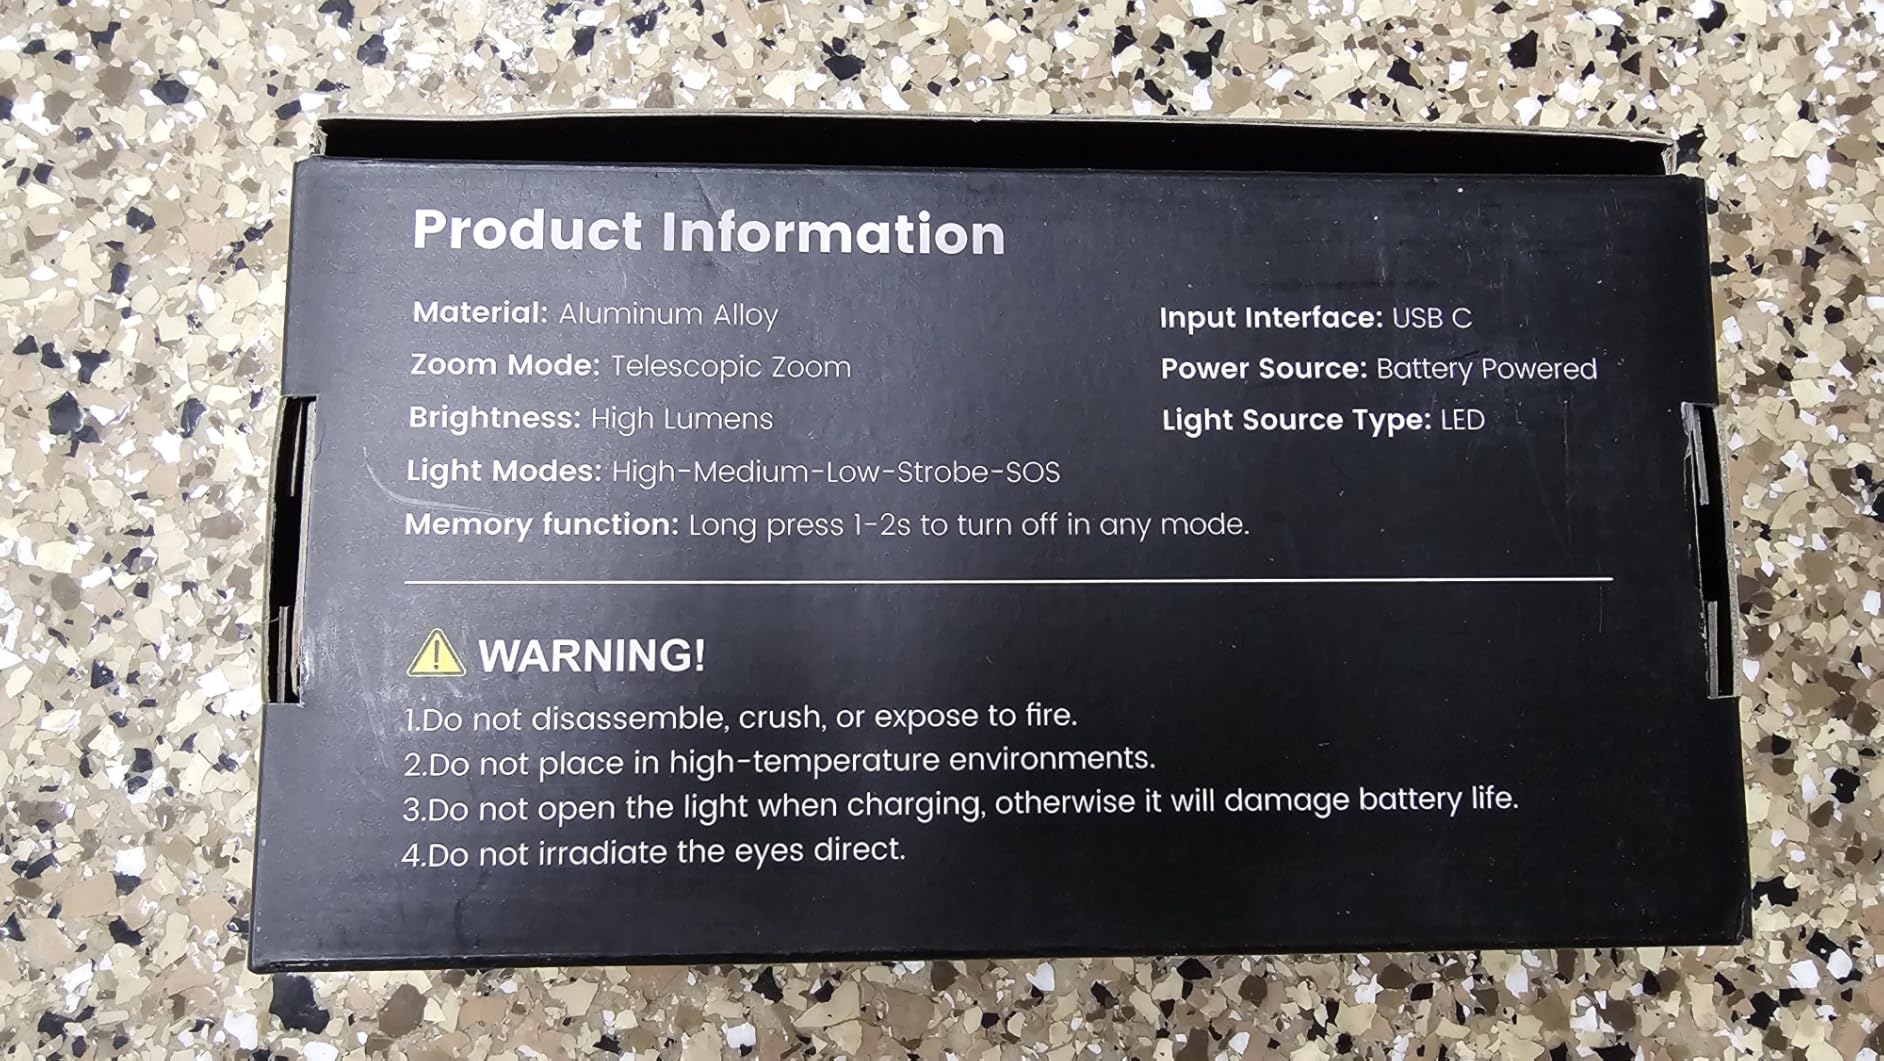 Product Information
Material: Aluminum Alloy
Zoom Mode: Telescopic Zoom
Brightness: High Lumens
Light Modes: High-Medium-Low-Strobe-SOS
Memory function: Long press 1-2s to turn off in any mode.
Input Interface: USB C
Power Source: Battery Powered
Light Source Type: LED
WARNING!
1.Do not disassemble, crush, or expose to fire.
2.Do not place in high-temperature environments.
3.Do not open the light when charging, otherwise it will damage battery life.
4.Do not irradiate the eyes direct.